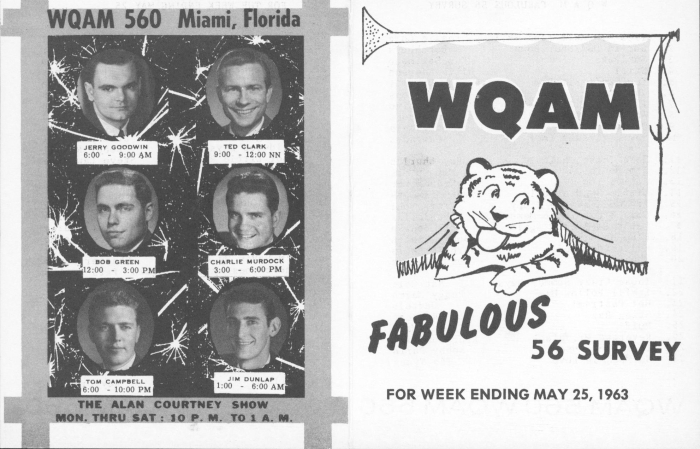 WQAM 560 Miami, Florida
JERRY GOODWIN
6:00 - 9:00 AM
TED CLARK
9:00 - 12:00 NN
BOB GREEN
12:00 - 3:00 PM
CHARLIE MURDOCK
3:00 - 6:00 PM
TOM CAMPBELL
6:00 - 10:00 PM
JIM DUNLAP
1:00 - 6:00 AM
THE ALAN COURTNEY SHOW
MON. THRU SAT : 10 P. M. TO 1 A. M.
WQAM
FABULOUS
56 SURVEY
FOR WEEK ENDING MAY 25, 1963